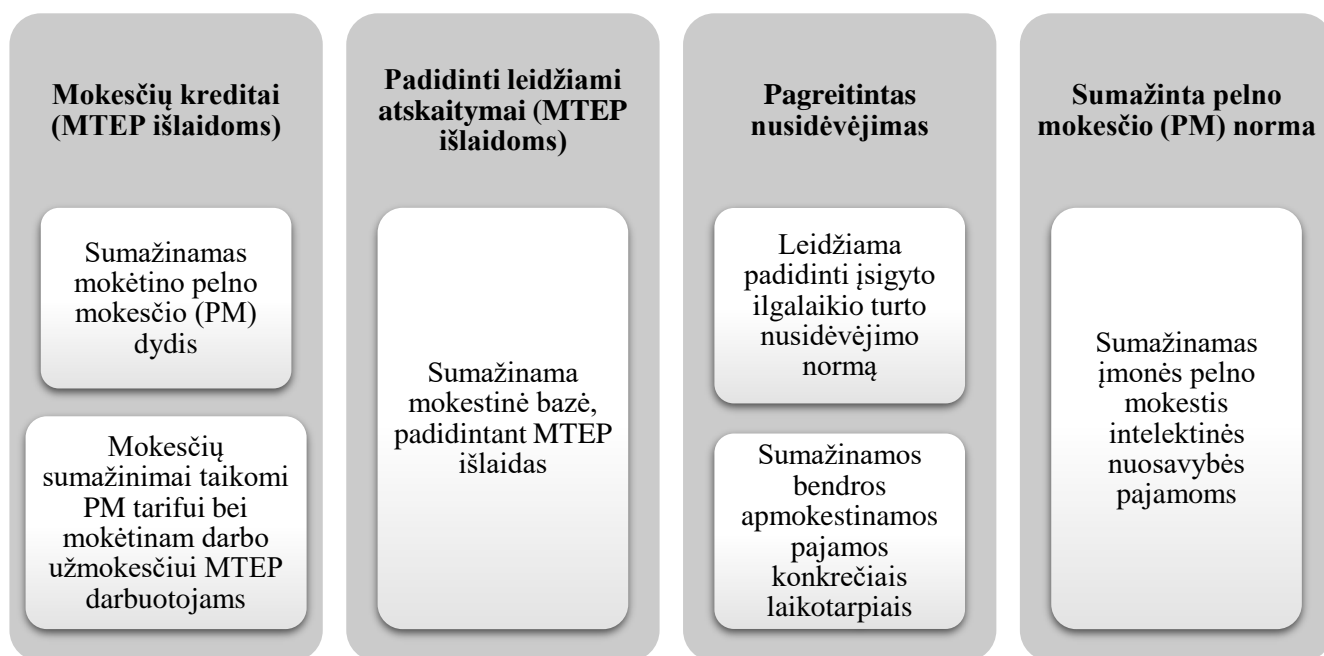 Mokesčių kreditai
(MTEP išlaidoms)
Sumažinamas
mokėtino pelno
mokesčio (PM)
dydis
Mokesčių
sumažinimai taikomi
PM tarifui bei
mokėtinam darbo
užmokesčiui MTEP
darbuotojams
Padidinti leidžiami
atskaitymai (MTEP
išlaidoms)
Sumažinama
mokestinė bazė,
padidintant MTEP
išlaidas
Pagreitintas
nusidėvėjimas
Leidžiama
padidinti įsigyto
ilgalaikio turto
nusidėvėjimo
normą
Sumažinamos
bendros
apmokestinamos
pajamos
konkrečiais
laikotarpiais
Sumažinta pelno
mokesčio (PM) norma
Sumažinamas
įmonės pelno
mokestis
intelektinės
nuosavybės
pajamoms